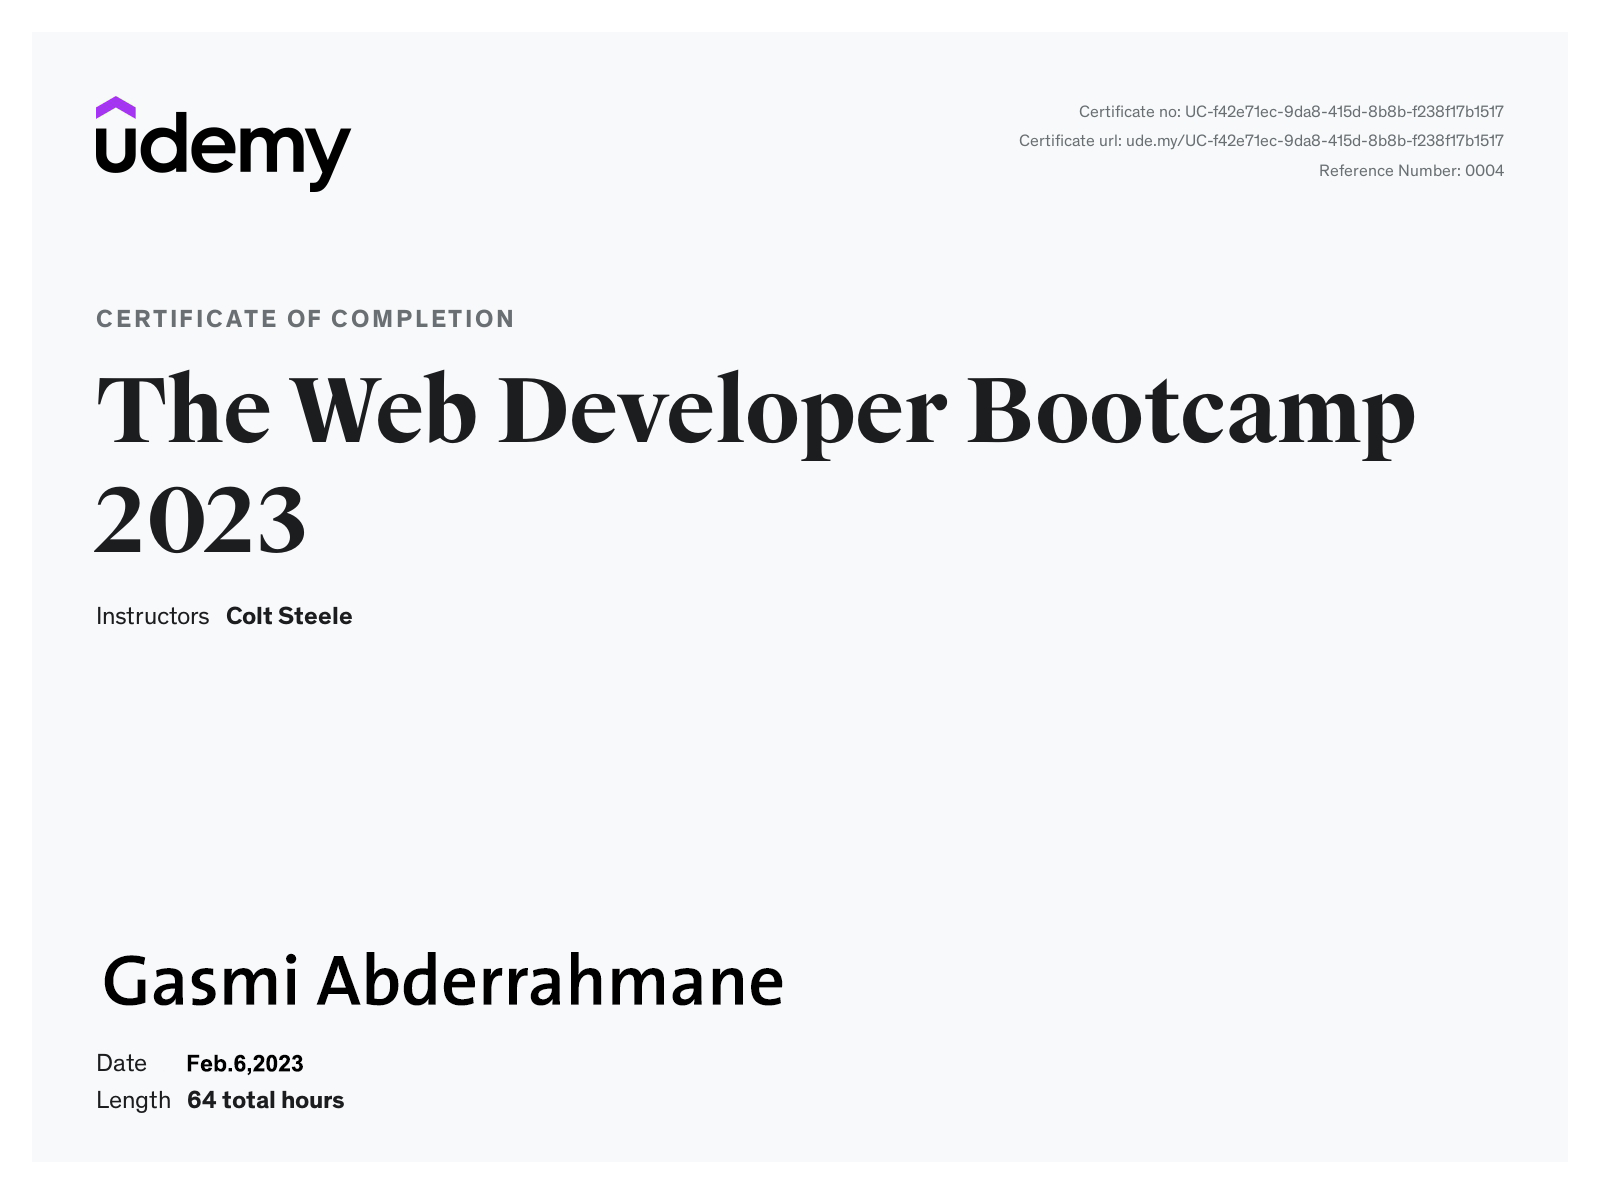 udemy
Certificate no: UC-f42e71ec-9da8-415d-8b8b-f238f17b1517
Certificate url: ude.my/UC-f42e71ec-9da8-415d-8b8b-f238f17b1517
Reference Number: 0004
CERTIFICATE OF COMPLETION
The Web Developer Bootcamp
2023
Instructors Colt Steele
Gasmi Abderrahmane
Date Feb.6,2023
Length 64 total hours